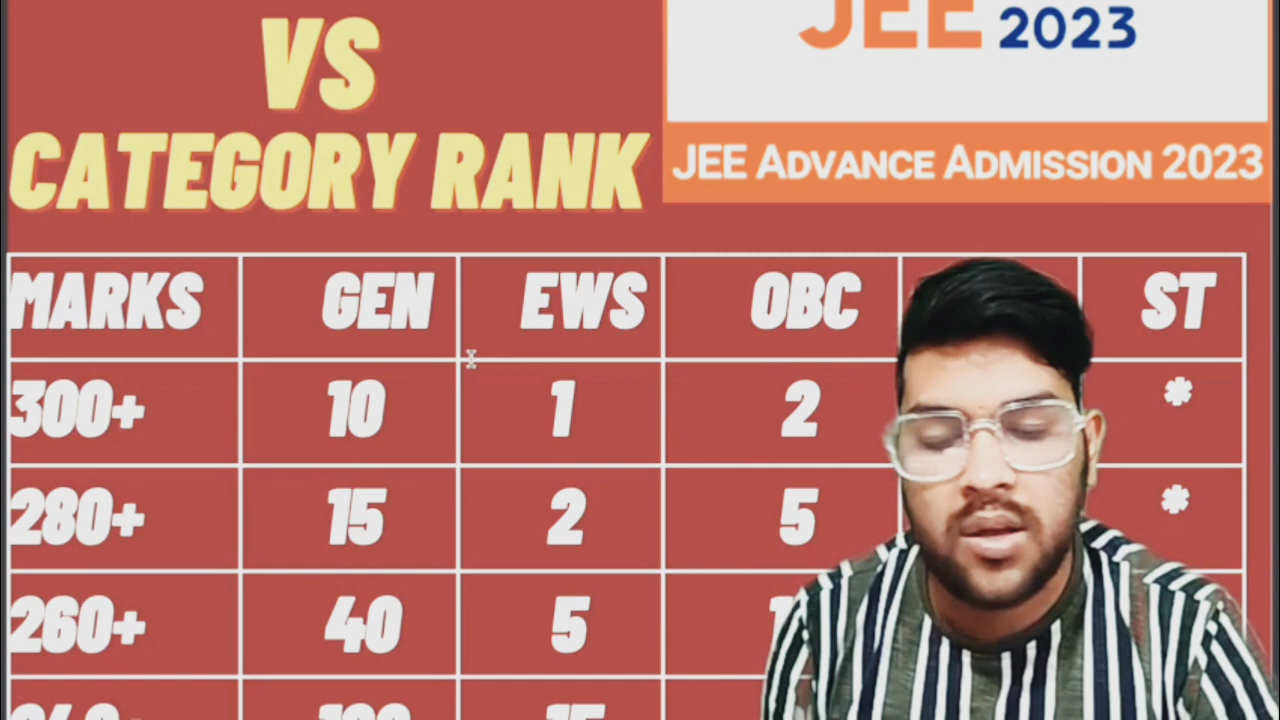 VS
CATEGORY RANK
JEE 2023
JEE ADVANCE ADMISSION 2023
MARKS GEN EWS OBC ST
300+ 10 1 2 *
280+ 15 2 5 *
260+ 40 5